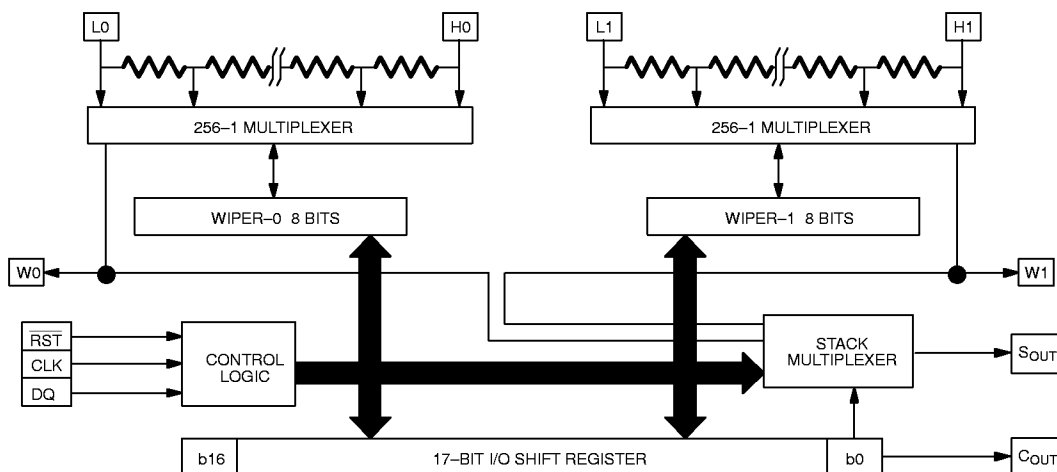 L0 H0 L1 H1
256–1 MULTIPLEXER 256–1 MULTIPLEXER
WIPER–0 8 BITS WIPER–1 8 BITS
W0 W1
RST
CLK
DQ
CONTROL
LOGIC
STACK
MULTIPLEXER
SOUT
b16 17–BIT I/O SHIFT REGISTER b0 COUT